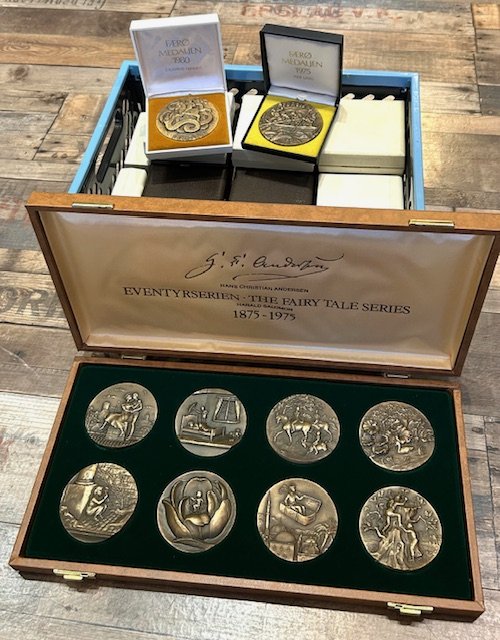 FÆRØ
MEDALJEN
1980
FÆRØ
MEDALJEN
1975
H. C. Andersen
HANS CHRISTIAN ANDERSEN
EVENTYRSERIEN · THE FAIRY TALE SERIES
HARALD SALOMON
1875-1975